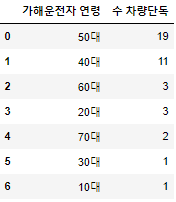 가해운전자 연령 수 차량단독
0 50대 19
1 40대 11
2 60대 3
3 20대 3
4 70대 2
5 30대 1
6 10대 1